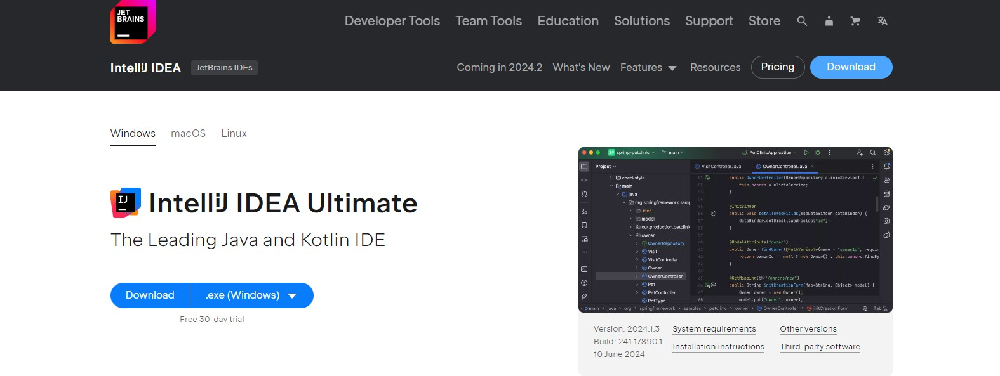 JET
BRAINS
Developer Tools Team Tools Education Solutions Support Store
IntelliJ IDEA JetBrains IDEs Coming in 2024.2 What's New Features Resources Pricing Download
Windows macOS Linux
IJ
IntelliJ IDEA Ultimate
The Leading Java and Kotlin IDE
Download .exe (Windows)
Free 30-day trial
SP spring-petclinic main PetClinicApplication
Project
checkstyle
main
java
org.springframework.samp
.idea
model
out.production.petclinic
owner
OwnerRepository
Visit
VisitController
Owner
OwnerController
Pet
PetController
PetType
VisitController.java OwnerController.java
public OwnerController(OwnerRepository clinicService) {
this.owners = clinicService;
}
@InitBinder
public void setAllowedFields(WebDataBinder dataBinder) {
dataBinder.setDisallowedFields("id");
}
@ModelAttribute("owner")
public Owner findOwner(@PathVariable(name = "ownerId", requir
return ownerId == null ? new Owner() : this.owners.findBy
}
@GetMapping("/owners/new")
public String initCreationForm(Map<String, Object> model) {
Owner owner = new Owner();
model.put("owner", owner);
main > java > org > springframework > samples > petclinic > owner > OwnerController > initCreationForm
Version: 2024.1.3 System requirements Other versions
Build: 241.17890.1
Installation instructions Third-party software
10 June 2024